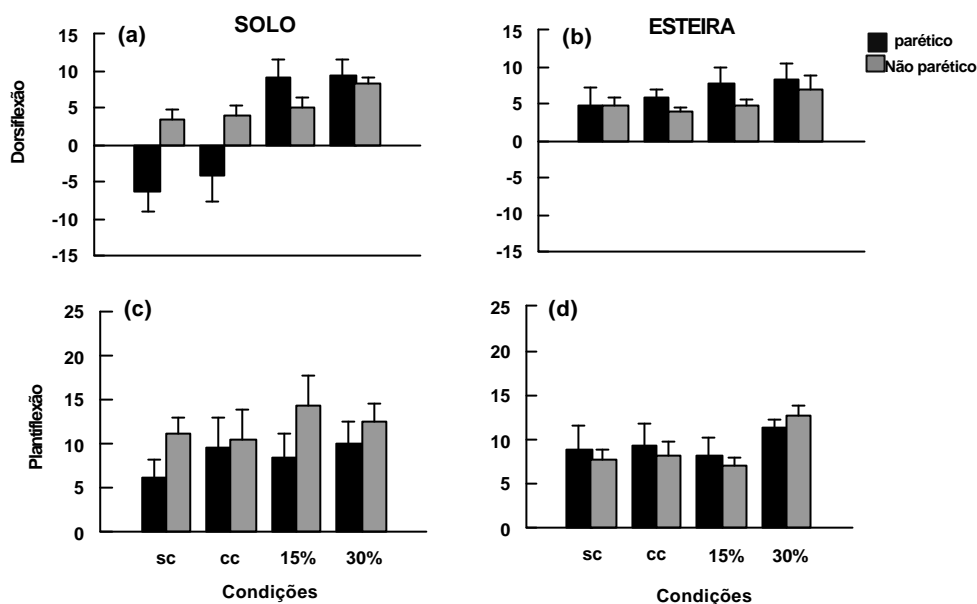 SOLO
(a)
Dorsiflexão
15
10
5
0
-5
-10
-15
ESTEIRA
(b)
15
10
5
0
-5
-10
-15
parético
Não parético
(c)
Plantiflexão
25
20
15
10
5
0
sc cc 15% 30%
Condições
(d)
25
20
15
10
5
0
sc cc 15% 30%
Condições